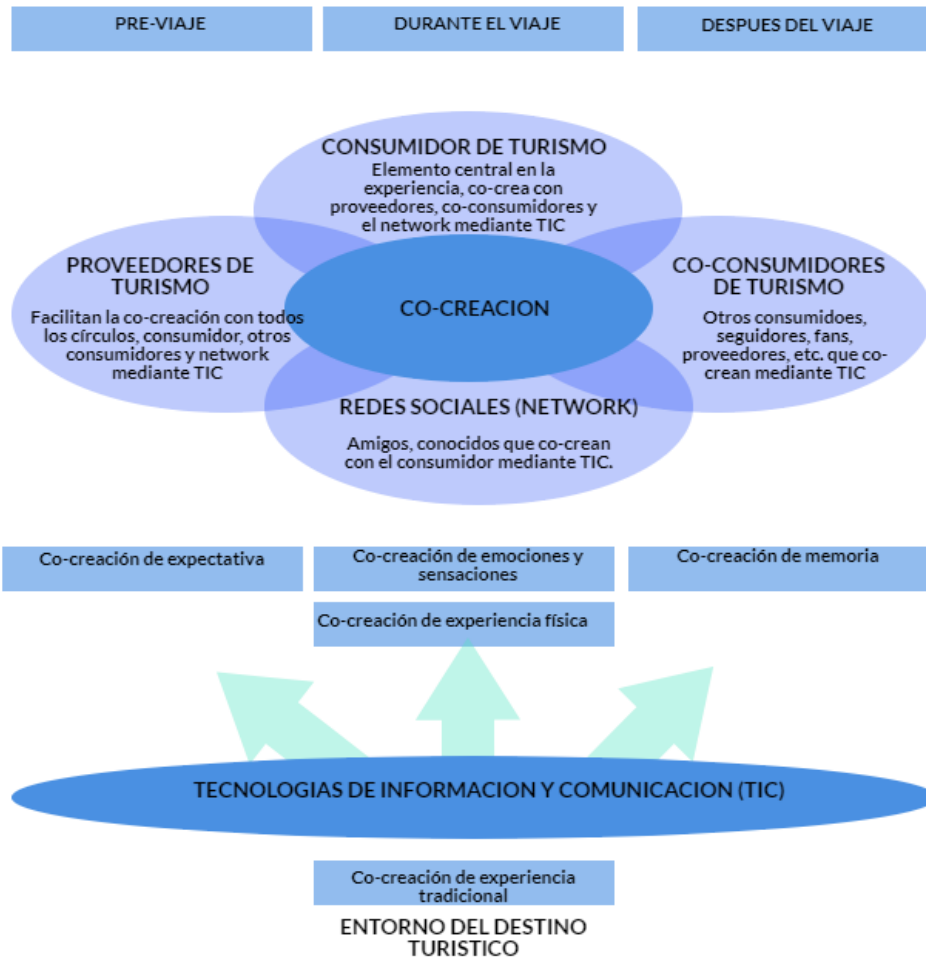 PRE-VIAJE
DURANTE EL VIAJE
DESPUES DEL VIAJE
CONSUMIDOR DE TURISMO
Elemento central en la
experiencia, co-crea con
proveedores, co-consumidores y
el network mediante TIC
PROVEEDORES DE
TURISMO
Facilitan la co-creación con todos
los círculos, consumidor, otros
consumidores y network
mediante TIC
CO-CREACION
CO-CONSUMIDORES
DE TURISMO
Otros consumidoes,
seguidores, fans,
proveedores, etc. que co-
crean mediante TIC
REDES SOCIALES (NETWORK)
Amigos, conocidos que co-crean
con el consumidor mediante TIC.
Co-creación de expectativa
Co-creación de emociones y
sensaciones
Co-creación de memoria
Co-creación de experiencia física
TECNOLOGIAS DE INFORMACION Y COMUNICACION (TIC)
Co-creación de experiencia
tradicional
ENTORNO DEL DESTINO
TURISTICO